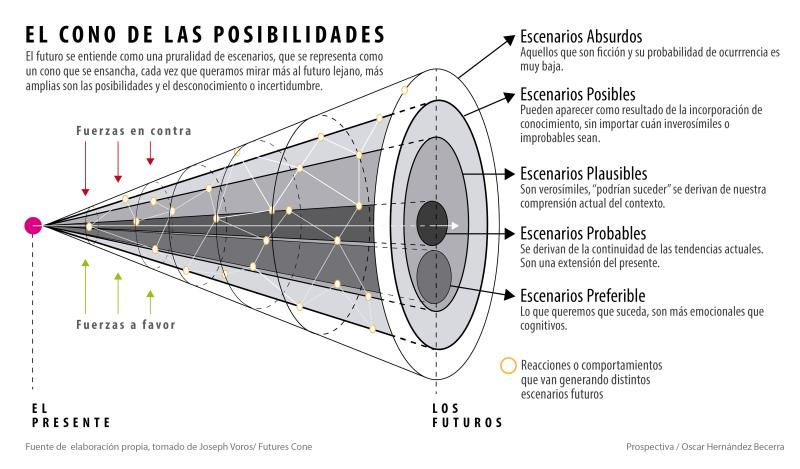 EL CONO DE LAS POSIBILIDADES
El futuro se entiende como una pruralidad de escenarios, que se representa como
un cono que se ensancha, cada vez que queramos mirar más al futuro lejano, más
amplias son las posibilidades y el desconocimiento o incertidumbre.
Fuerzas en contra
Fuerzas a favor
EL
PRESENTE
LOS
FUTUROS
Escenarios Absurdos
Aquellos que son ficción y su probabilidad de ocurrrencia es
muy baja.
Escenarios Posibles
Pueden aparecer como resultado de la incorporación de
conocimiento, sin importar cuán inverosímiles o
improbables sean.
Escenarios Plausibles
Son verosímiles, “podrían suceder” se derivan de nuestra
comprensión actual del contexto.
Escenarios Probables
Se derivan de la continuidad de las tendencias actuales.
Son una extensión del presente.
Escenarios Preferible
Lo que queremos que suceda, son más emocionales que
cognitivos.
Reacciones o comportamientos
que van generando distintos
escenarios futuros
Fuente de elaboración propia, tomado de Joseph Voros/ Futures Cone
Prospectiva / Oscar Hernández Becerra